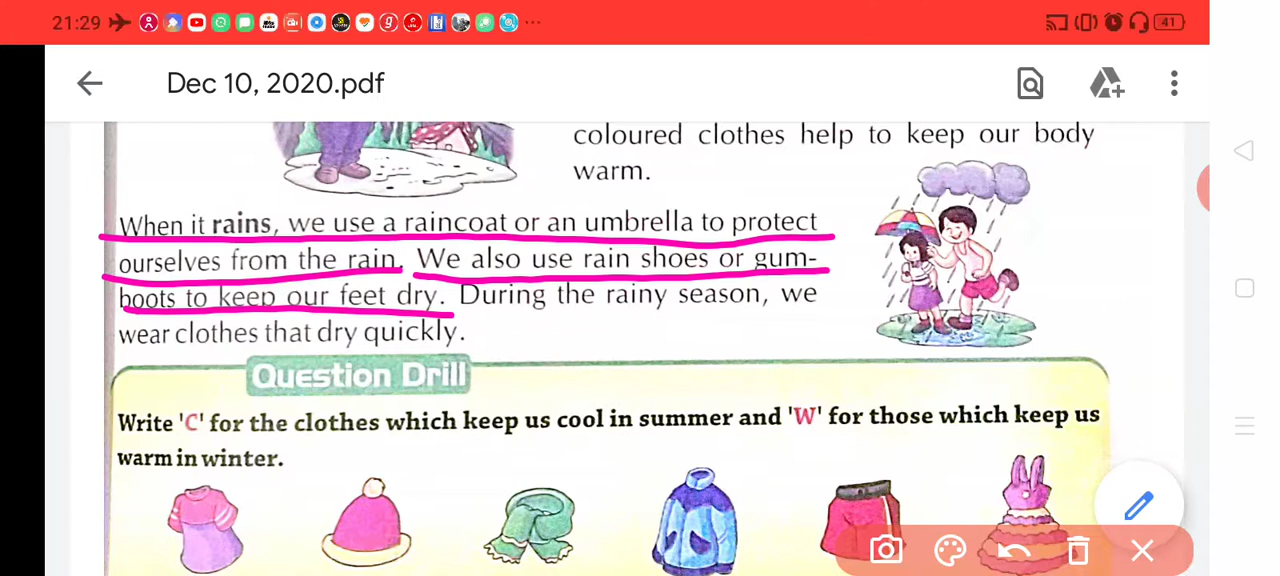 21:29
41
Dec 10, 2020.pdf
coloured clothes help to keep our body
warm.
When it rains, we use a raincoat or an umbrella to protect
ourselves from the rain. We also use rain shoes or gum-
boots to keep our feet dry. During the rainy season, we
wear clothes that dry quickly.
Question Drill
Write 'C' for the clothes which keep us cool in summer and 'W' for those which keep us
warm in winter.